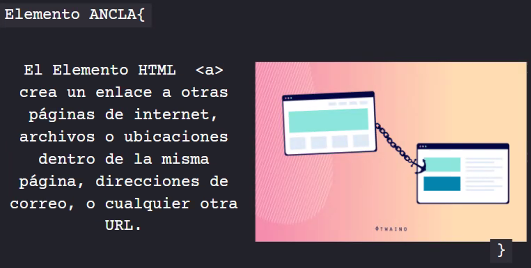 Elemento ANCLA{
El Elemento HTML <a>
crea un enlace a otras
páginas de internet,
archivos o ubicaciones
dentro de la misma
página, direcciones de
correo, o cualquier otra
URL.
@TWAINO
}